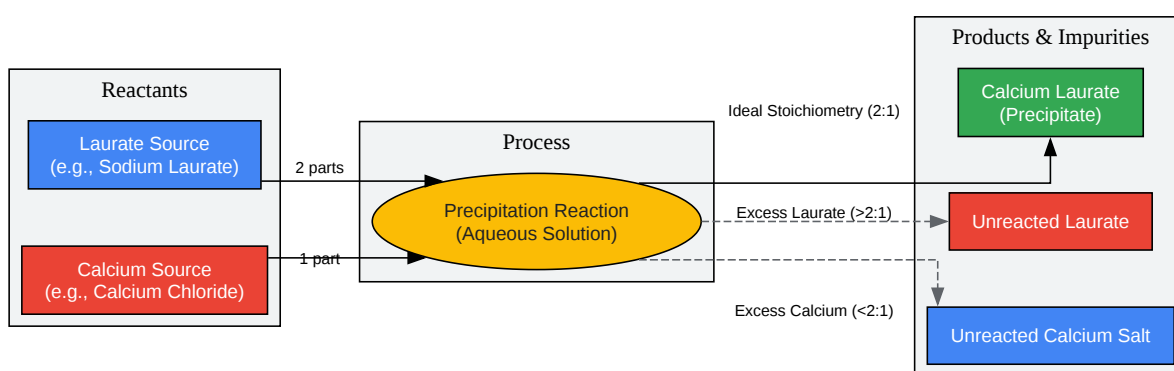 Reactants
Laurate Source
(e.g., Sodium Laurate)
Calcium Source
(e.g., Calcium Chloride)
2 parts
1 part
Process
Precipitation Reaction
(Aqueous Solution)
Ideal Stoichiometry (2:1)
Excess Laurate (>2:1)
Excess Calcium (<2:1)
Products & Impurities
Calcium Laurate
(Precipitate)
Unreacted Laurate
Unreacted Calcium Salt